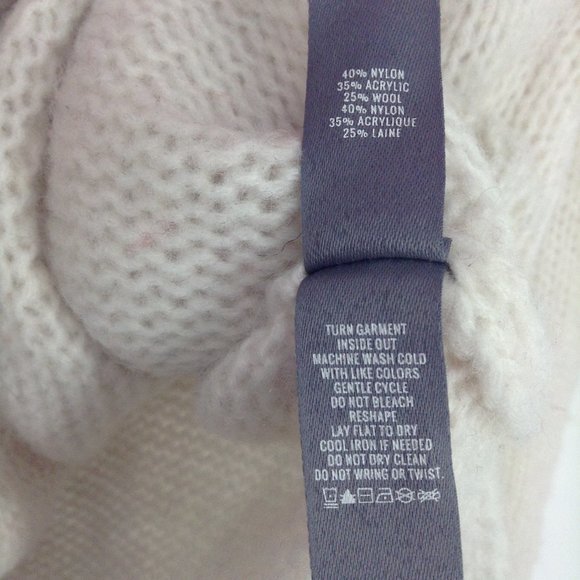 40% NYLON
35% ACRYLIC
25% WOOL
40% NYLON
35% ACRYLIQUE
25% LAINE
TURN GARMENT
INSIDE OUT
MACHINE WASH COLD
WITH LIKE COLORS
GENTLE CYCLE
DO NOT BLEACH
RESHAPE
LAY FLAT TO DRY
COOL IRON IF NEEDED
DO NOT DRY CLEAN
DO NOT WRING OR TWIST.